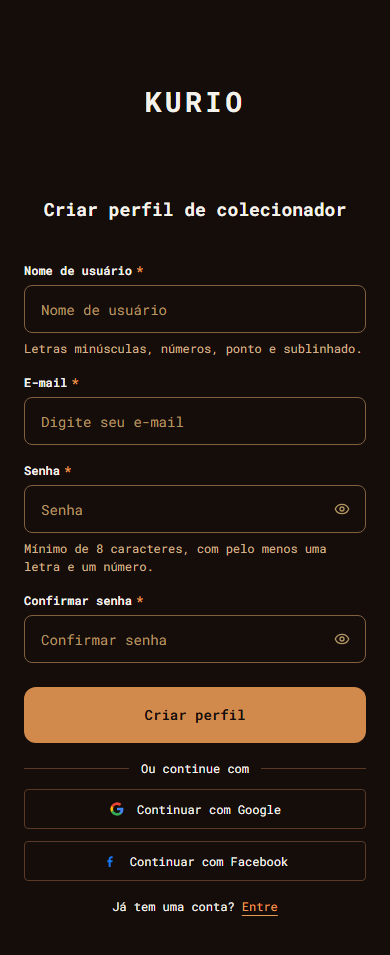 KURIO
Criar perfil de colecionador
Nome de usuário *
Nome de usuário
Letras minúsculas, números, ponto e sublinhado.
E-mail *
Digite seu e-mail
Senha *
Senha
Mínimo de 8 caracteres, com pelo menos uma
letra e um número.
Confirmar senha *
Confirmar senha
Criar perfil
Ou continue com
Continuar com Google
Continuar com Facebook
Já tem uma conta? Entre